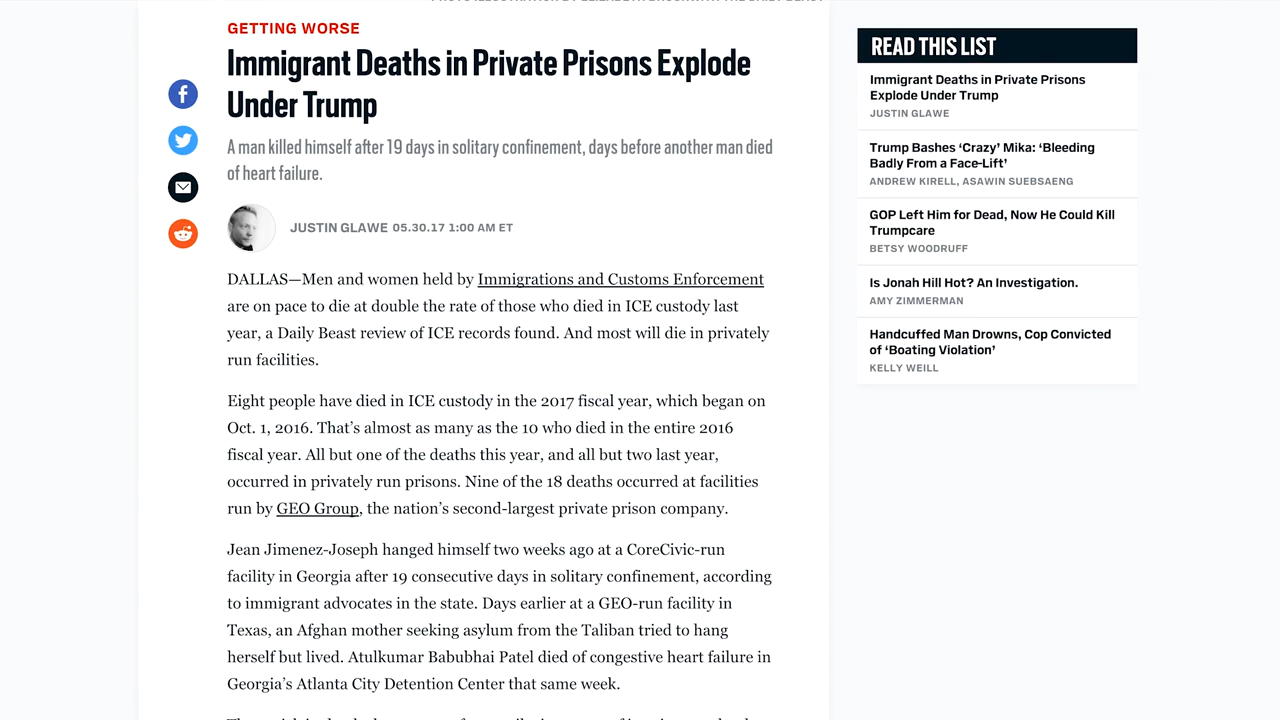 GETTING WORSE
Immigrant Deaths in Private Prisons Explode
Under Trump
A man killed himself after 19 days in solitary confinement, days before another man died
of heart failure.
JUSTIN GLAWE 05.30.17 1:00 AM ET
DALLAS—Men and women held by Immigrations and Customs Enforcement
are on pace to die at double the rate of those who died in ICE custody last
year, a Daily Beast review of ICE records found. And most will die in privately
run facilities.
Eight people have died in ICE custody in the 2017 fiscal year, which began on
Oct. 1, 2016. That’s almost as many as the 10 who died in the entire 2016
fiscal year. All but one of the deaths this year, and all but two last year,
occurred in privately run prisons. Nine of the 18 deaths occurred at facilities
run by GEO Group, the nation’s second-largest private prison company.
Jean Jimenez-Joseph hanged himself two weeks ago at a CoreCivic-run
facility in Georgia after 19 consecutive days in solitary confinement, according
to immigrant advocates in the state. Days earlier at a GEO-run facility in
Texas, an Afghan mother seeking asylum from the Taliban tried to hang
herself but lived. Atulkumar Babubhai Patel died of congestive heart failure in
Georgia’s Atlanta City Detention Center that same week.
READ THIS LIST
Immigrant Deaths in Private Prisons
Explode Under Trump
JUSTIN GLAWE
Trump Bashes ‘Crazy’ Mika: ‘Bleeding
Badly From a Face-Lift’
ANDREW KIRELL, ASAWIN SUEBSAENG
GOP Left Him for Dead, Now He Could Kill
Trumpcare
BETSY WOODRUFF
Is Jonah Hill Hot? An Investigation.
AMY ZIMMERMAN
Handcuffed Man Drowns, Cop Convicted
of ‘Boating Violation’
KELLY WEILL